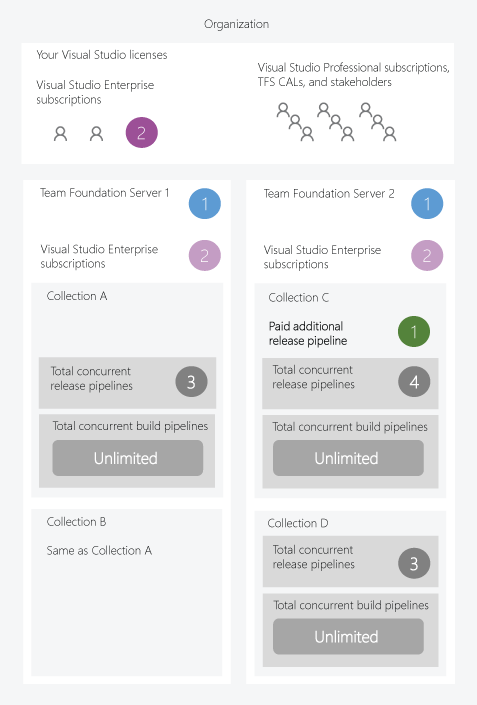 Organization
Your Visual Studio licenses
Visual Studio Enterprise
subscriptions
2
Visual Studio Professional subscriptions,
TFS CALs, and stakeholders
Team Foundation Server 1
1
Visual Studio Enterprise
subscriptions
2
Collection A
Total concurrent
release pipelines
3
Total concurrent build pipelines
Unlimited
Collection B
Same as Collection A
Team Foundation Server 2
1
Visual Studio Enterprise
subscriptions
2
Collection C
Paid additional
release pipeline
1
Total concurrent
release pipelines
4
Total concurrent build pipelines
Unlimited
Collection D
Total concurrent
release pipelines
3
Total concurrent build pipelines
Unlimited